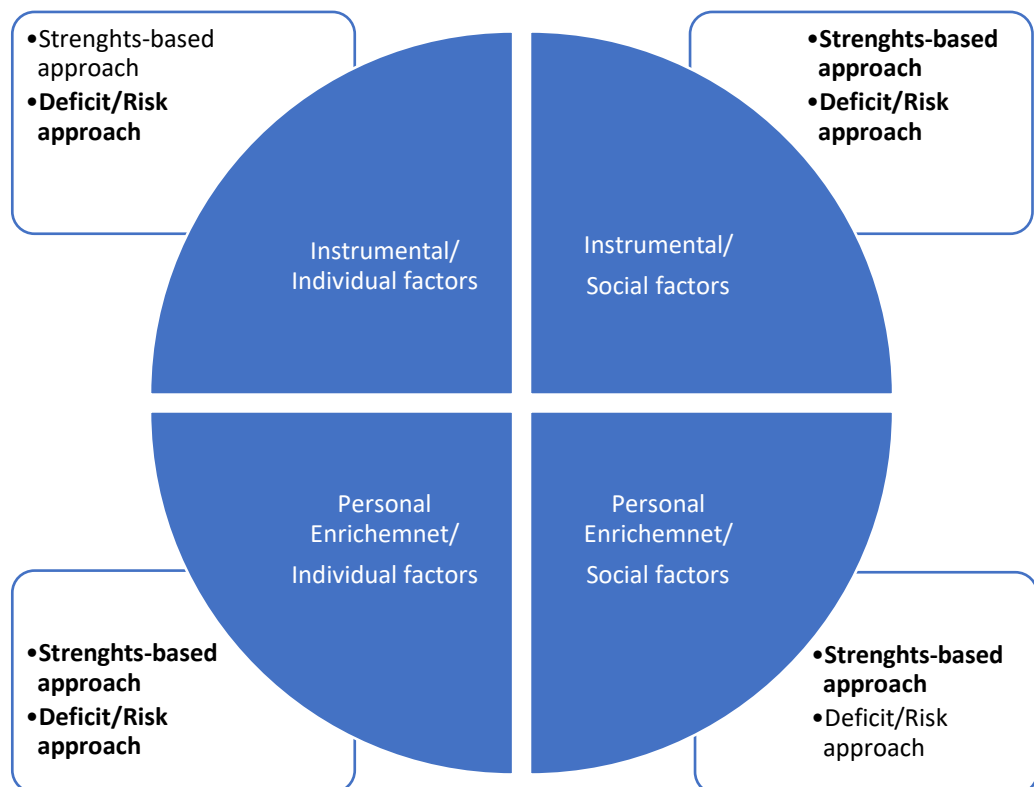 •Strenghts-based
approach
•Deficit/Risk
approach
•Strenghts-based
approach
•Deficit/Risk
approach
Instrumental/
Individual factors
Instrumental/
Social factors
Personal
Enrichemnet/
Individual factors
Personal
Enrichemnet/
Social factors
•Strenghts-based
approach
•Deficit/Risk
approach
•Strenghts-based
approach
•Deficit/Risk
approach